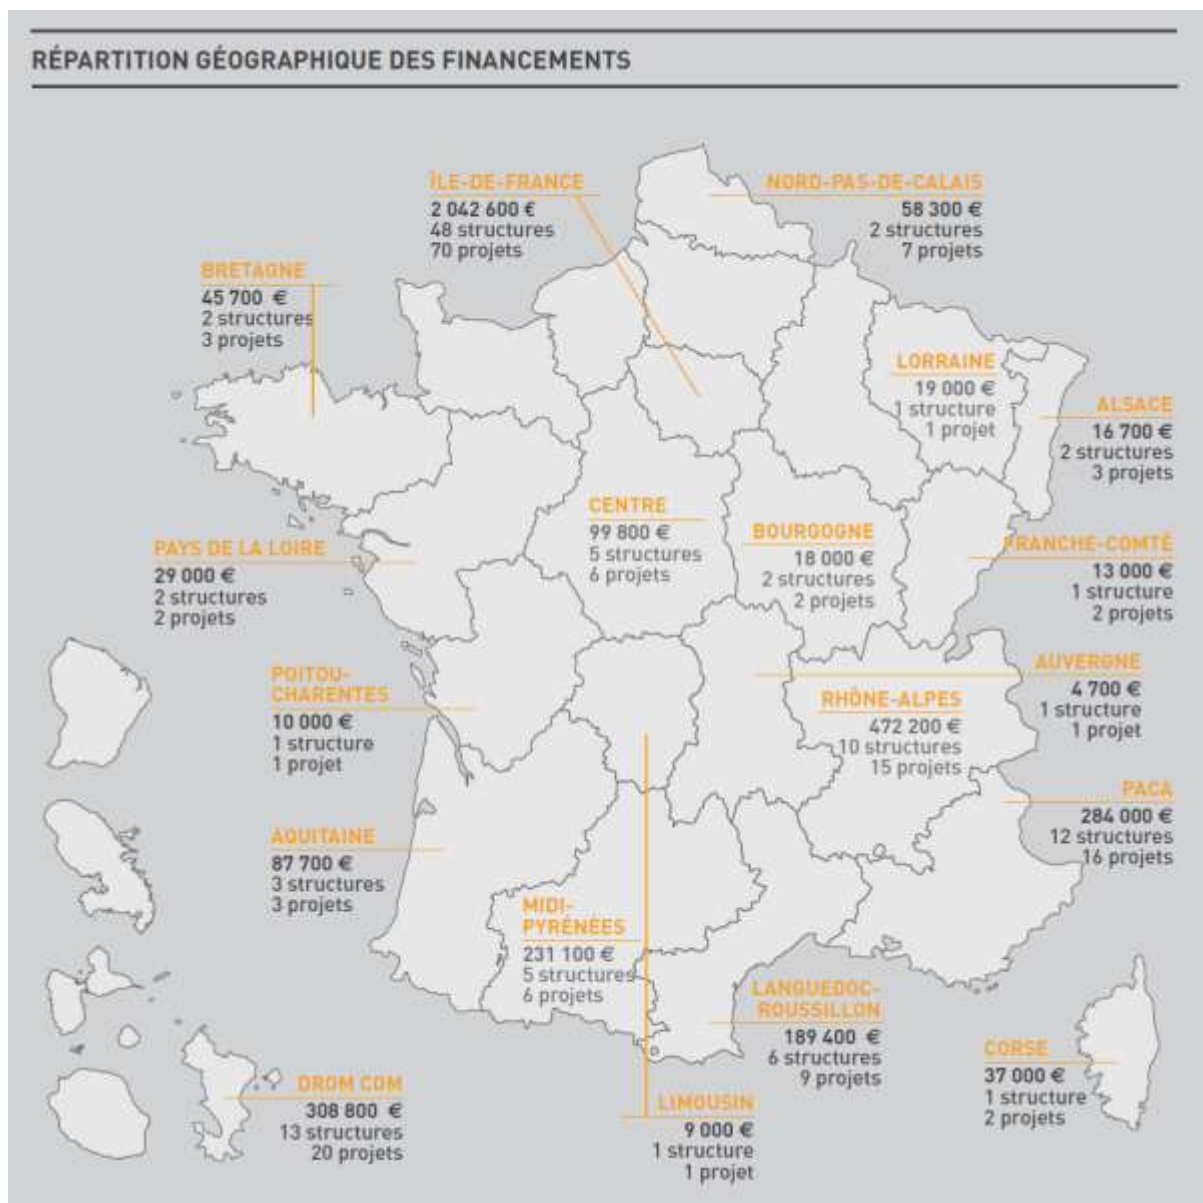 RÉPARTITION GÉOGRAPHIQUE DES FINANCEMENTS
ÎLE-DE-FRANCE
2 042 600 €
48 structures
70 projets
NORD-PAS-DE-CALAIS
58 300 €
2 structures
7 projets
BRETAGNE
45 700 €
2 structures
3 projets
LORRAINE
19 000 €
1 structure
1 projet
ALSACE
16 700 €
2 structures
3 projets
CENTRE
99 800 €
5 structures
6 projets
BOURGOGNE
18 000 €
2 structures
2 projets
FRANCHE-COMTÉ
13 000 €
1 structure
2 projets
PAYS DE LA LOIRE
29 000 €
2 structures
2 projets
POITOU-
CHARENTES
10 000 €
1 structure
1 projet
AUVERGNE
4 700 €
1 structure
1 projet
RHÔNE-ALPES
472 200 €
10 structures
15 projets
PACA
284 000 €
12 structures
16 projets
AQUITAINE
87 700 €
3 structures
3 projets
MIDI-
PYRÉNÉES
231 100 €
5 structures
6 projets
LANGUEDOC-
ROUSSILLON
189 400 €
6 structures
9 projets
CORSE
37 000 €
1 structure
2 projets
DROM COM
308 800 €
13 structures
20 projets
LIMOUSIN
9 000 €
1 structure
1 projet